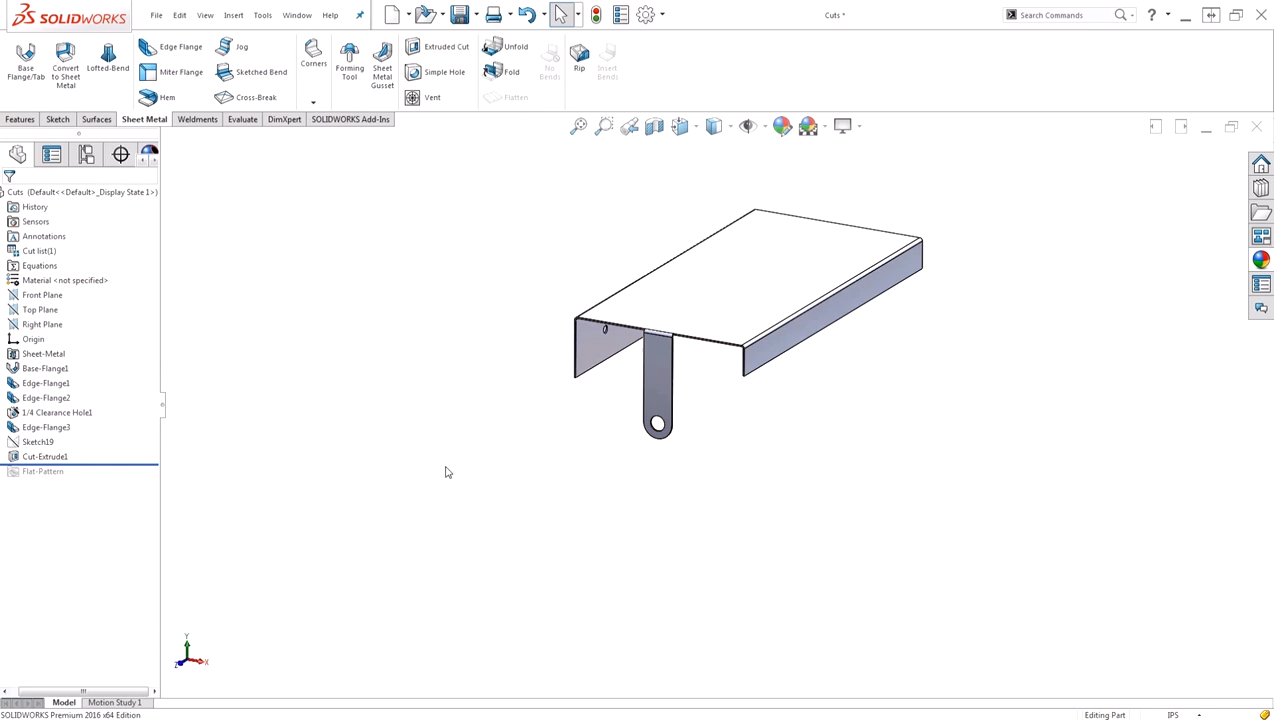 SOLIDWORKS File Edit View Insert Tools Window Help Cuts * Search Commands
Base Flange/Tab Convert to Sheet Metal Lofted-Bend Edge Flange Jog Corners Forming Tool Sheet Metal Gusset Extruded Cut Unfold No Bends Rip Insert Bends
Miter Flange Sketched Bend Simple Hole Fold
Hem Cross-Break Vent Flatten
Features Sketch Surfaces Sheet Metal Weldments Evaluate DimXpert SOLIDWORKS Add-Ins
Cuts (Default<<Default>_Display State 1>)
History
Sensors
Annotations
Cut list(1)
Equations
Material <not specified>
Front Plane
Top Plane
Right Plane
Origin
Sheet-Metal
Base-Flange1
Edge-Flange1
Edge-Flange2
1/4 Clearance Hole1
Edge-Flange3
Sketch19
Cut-Extrude1
Flat-Pattern
Y
X
Z
Model Motion Study 1
SOLIDWORKS Premium 2016 x64 Edition Editing Part IPS